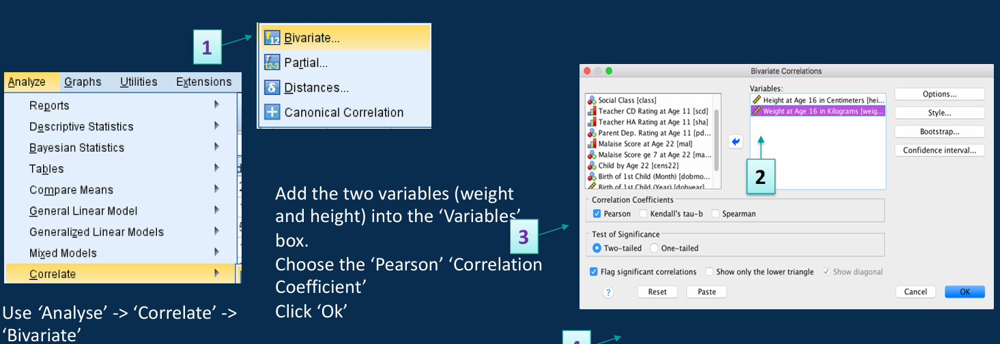 1
Bivariate...
Partial...
Distances...
Canonical Correlation
Analyze Graphs Utilities Extensions
Reports
Descriptive Statistics
Bayesian Statistics
Tables
Compare Means
General Linear Model
Generalized Linear Models
Mixed Models
Correlate
Use ‘Analyse’ -> ‘Correlate’ ->
‘Bivariate’
Add the two variables (weight
and height) into the ‘Variables’
box.
Choose the ‘Pearson’ ‘Correlation
Coefficient’
Click ‘Ok’
3
Bivariate Correlations
Social Class [class]
Teacher CD Rating at Age 11 [scd]
Teacher HA Rating at Age 11 [sha]
Parent Dep. Rating at Age 11 [pd...
Malaise Score at Age 22 [mal]
Malaise Score ge 7 at Age 22 [ma...
Child by Age 22 [cens22]
Birth of 1st Child (Month) [dobmo...
Birth of 1st Child (Year) [dobyear]
Variables:
Height at Age 16 in Centimeters [hei...
Weight at Age 16 in Kilograms [weig...
2
Options...
Style...
Bootstrap...
Confidence interval...
Correlation Coefficients
Pearson Kendall's tau-b Spearman
Test of Significance
Two-tailed One-tailed
Flag significant correlations Show only the lower triangle Show diagonal
? Reset Paste Cancel OK
4